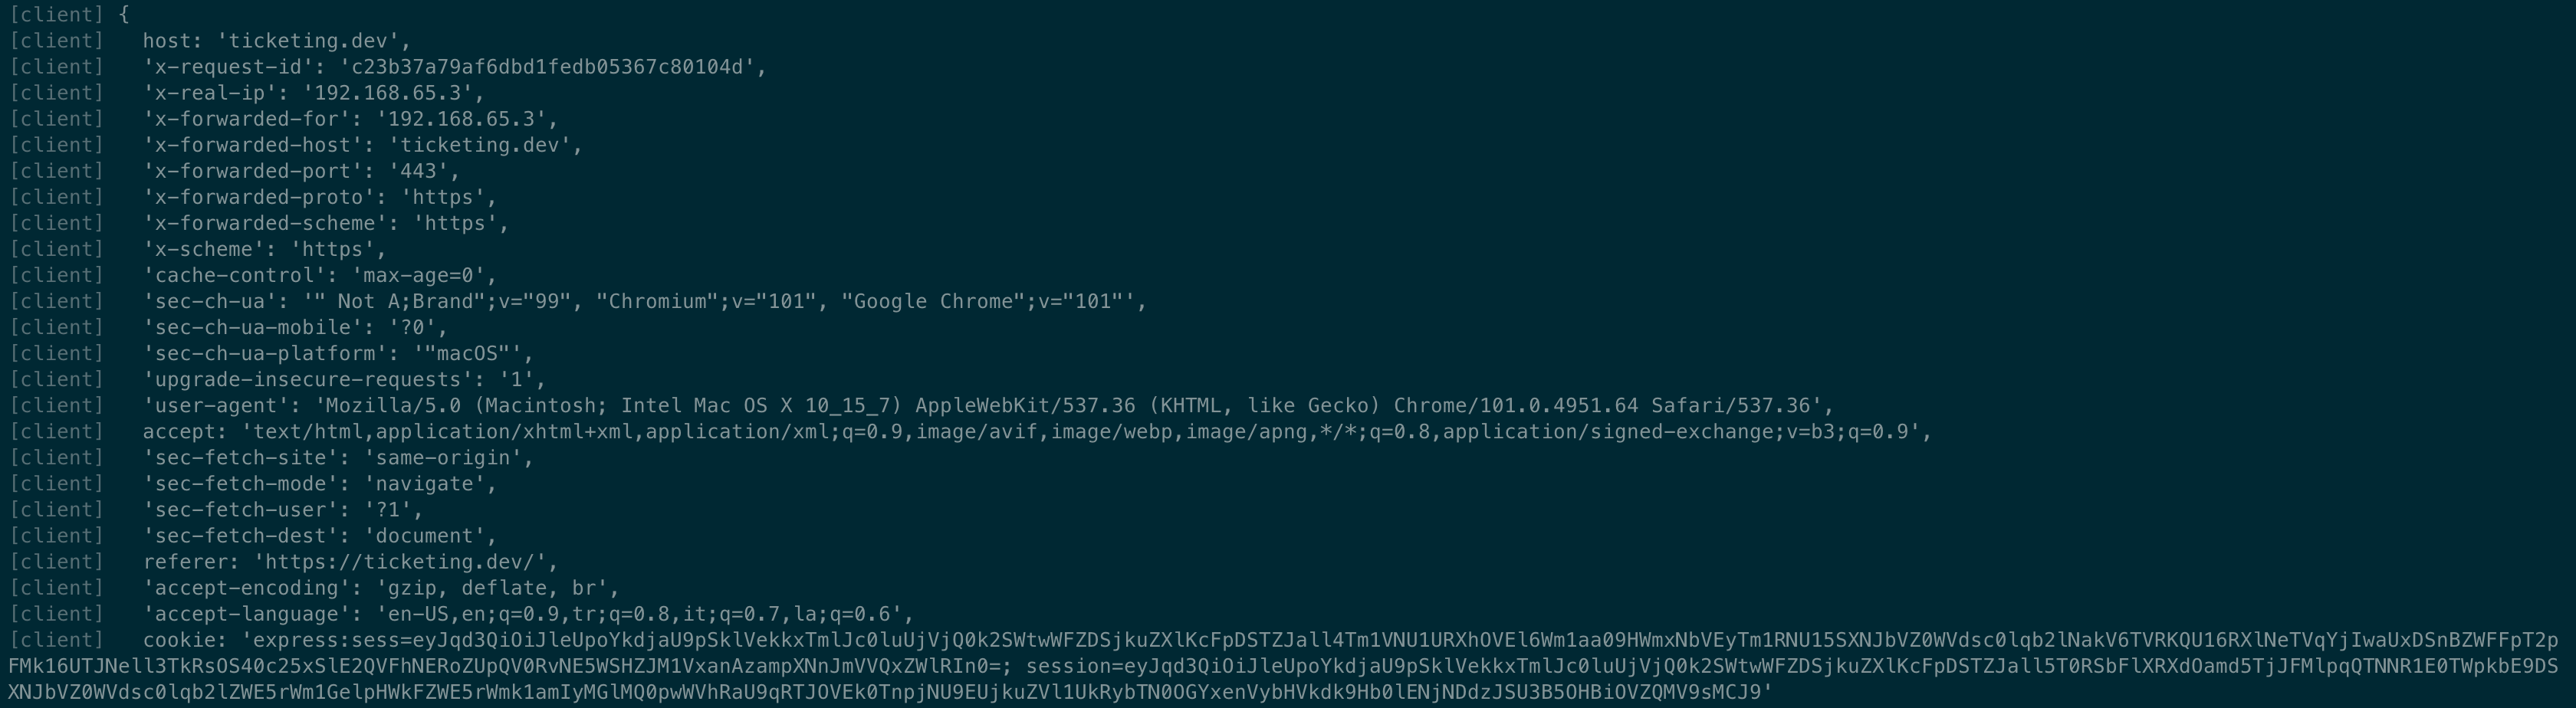 [client] {
[client]   host: 'ticketing.dev',
[client]   'x-request-id': 'c23b37a79af6dbd1fedb05367c80104d',
[client]   'x-real-ip': '192.168.65.3',
[client]   'x-forwarded-for': '192.168.65.3',
[client]   'x-forwarded-host': 'ticketing.dev',
[client]   'x-forwarded-port': '443',
[client]   'x-forwarded-proto': 'https',
[client]   'x-forwarded-scheme': 'https',
[client]   'x-scheme': 'https',
[client]   'cache-control': 'max-age=0',
[client]   'sec-ch-ua': '" Not A;Brand";v="99", "Chromium";v="101", "Google Chrome";v="101"',
[client]   'sec-ch-ua-mobile': '?0',
[client]   'sec-ch-ua-platform': '"macOS"',
[client]   'upgrade-insecure-requests': '1',
[client]   'user-agent': 'Mozilla/5.0 (Macintosh; Intel Mac OS X 10_15_7) AppleWebKit/537.36 (KHTML, like Gecko) Chrome/101.0.4951.64 Safari/537.36',
[client]   accept: 'text/html,application/xhtml+xml,application/xml;q=0.9,image/avif,image/webp,image/apng,*/*;q=0.8,application/signed-exchange;v=b3;q=0.9',
[client]   'sec-fetch-site': 'same-origin',
[client]   'sec-fetch-mode': 'navigate',
[client]   'sec-fetch-user': '?1',
[client]   'sec-fetch-dest': 'document',
[client]   referer: 'https://ticketing.dev/',
[client]   'accept-encoding': 'gzip, deflate, br',
[client]   'accept-language': 'en-US,en;q=0.9,tr;q=0.8,it;q=0.7,la;q=0.6',
[client]   cookie: